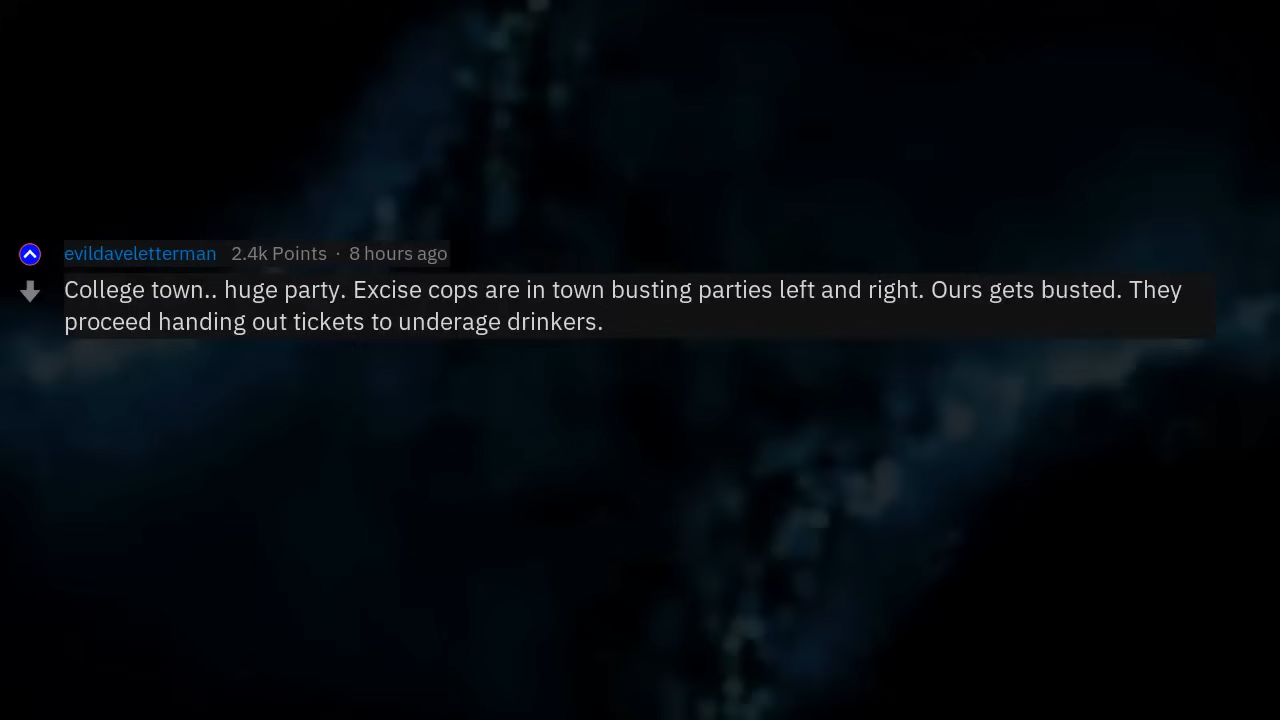 evildaveletterman 2.4k Points · 8 hours ago
College town.. huge party. Excise cops are in town busting parties left and right. Ours gets busted. They
proceed handing out tickets to underage drinkers.